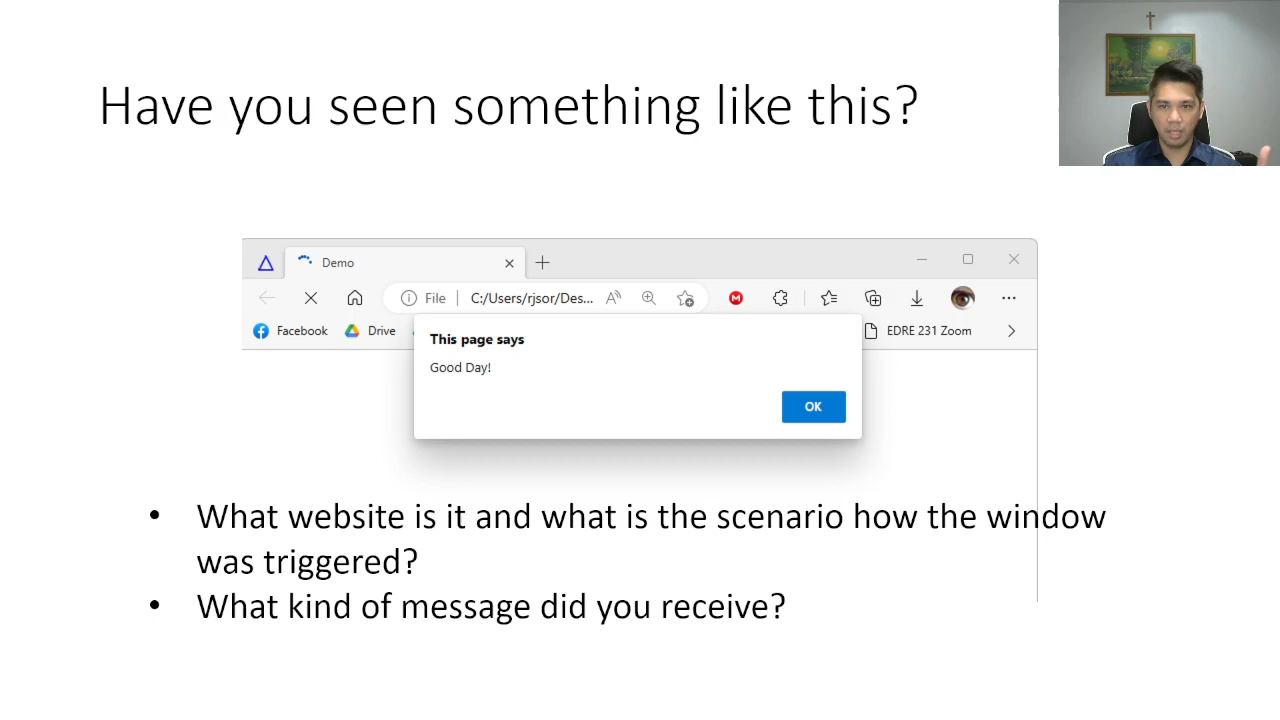 Have you seen something like this?
Demo
File
C:/Users/rjsor/Des...
A
M
Facebook
Drive
EDRE 231 Zoom
This page says
Good Day!
OK
• What website is it and what is the scenario how the window
was triggered?
• What kind of message did you receive?